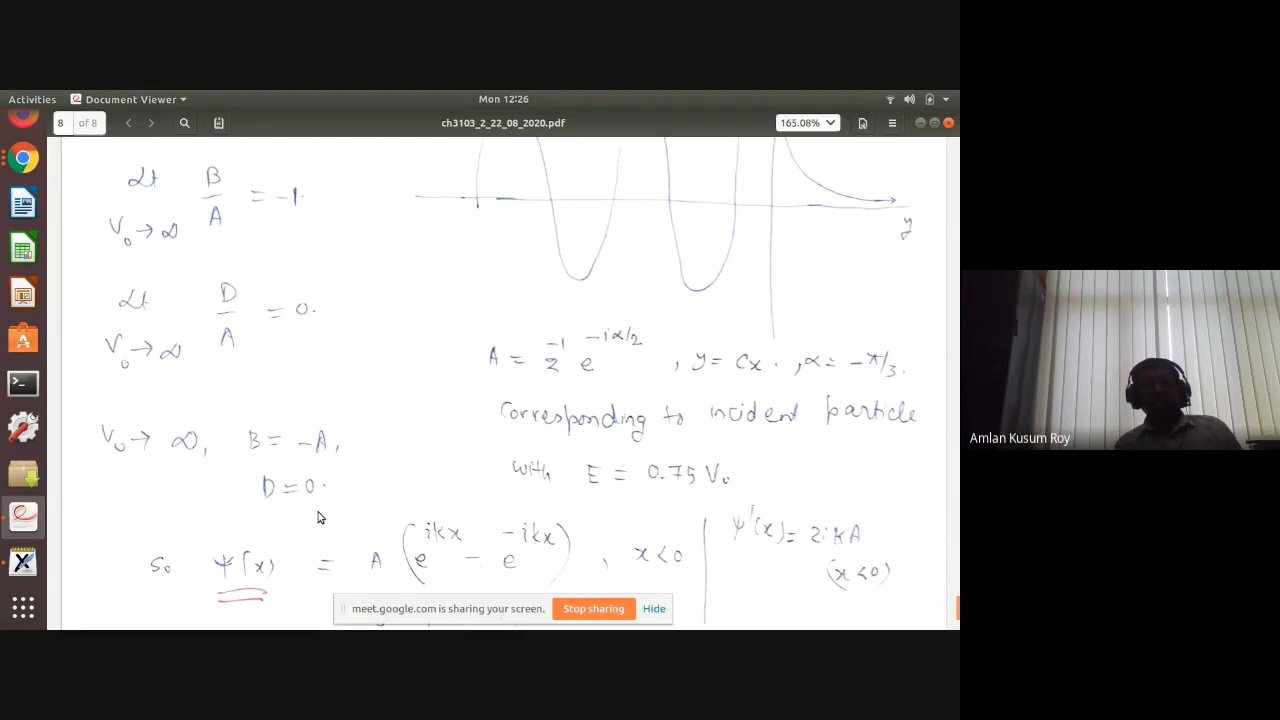 Activities Document Viewer Mon 12:26
8 of 8 ch3103_2_22_08_2020.pdf 165.08%
Lt B/A = -1.
V₀ → ∞
y
Lt D/A = 0.
V₀ → ∞
A = 2⁻¹ e^(-iα/2) , y = Cx . , α = -π/3.
Corresponding to incident particle
with E = 0.75 V₀
V₀ → ∞, B = -A,
D = 0.
So ψ(x) = A (e^(ikx) - e^(-ikx)) , x < 0
ψ'(x) = 2ikA
(x < 0)
meet.google.com is sharing your screen. Stop sharing Hide
Amlan Kusum Roy